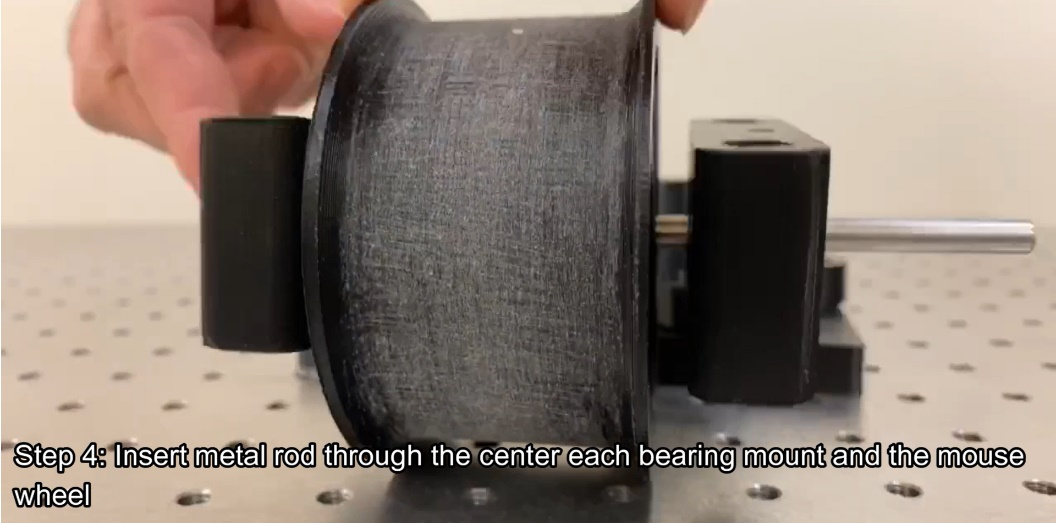 Step 4: Insert metal rod through the center each bearing mount and the mouse
wheel